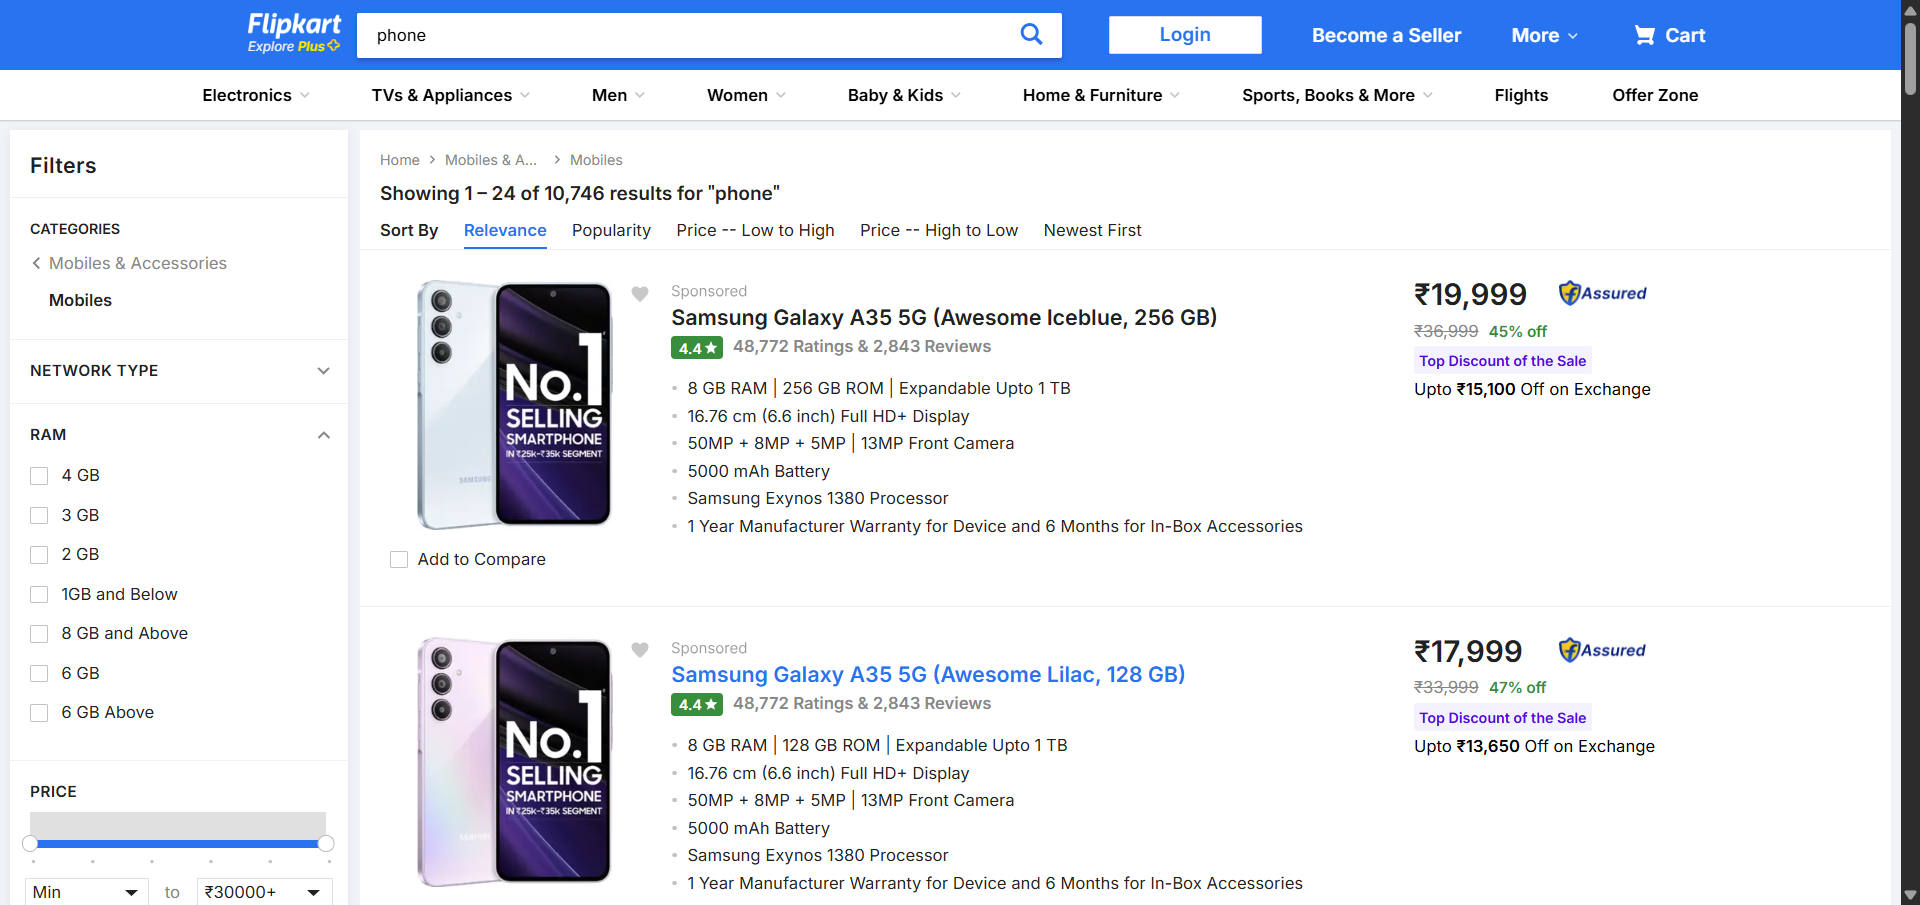 Flipkart
Explore Plus
phone
Login
Become a Seller
More
Cart
Electronics
TVs & Appliances
Men
Women
Baby & Kids
Home & Furniture
Sports, Books & More
Flights
Offer Zone
Filters
CATEGORIES
Mobiles & Accessories
Mobiles
NETWORK TYPE
RAM
4 GB
3 GB
2 GB
1GB and Below
8 GB and Above
6 GB
6 GB Above
PRICE
Min
to
₹30000+
Home
Mobiles & A...
Mobiles
Showing 1 – 24 of 10,746 results for "phone"
Sort By
Relevance
Popularity
Price -- Low to High
Price -- High to Low
Newest First
No.1
SELLING
SMARTPHONE
IN ₹25K-₹35K SEGMENT
SAMSUNG
Add to Compare
Sponsored
Samsung Galaxy A35 5G (Awesome Iceblue, 256 GB)
4.4
48,772 Ratings & 2,843 Reviews
8 GB RAM | 256 GB ROM | Expandable Upto 1 TB
16.76 cm (6.6 inch) Full HD+ Display
50MP + 8MP + 5MP | 13MP Front Camera
5000 mAh Battery
Samsung Exynos 1380 Processor
1 Year Manufacturer Warranty for Device and 6 Months for In-Box Accessories
₹19,999
Assured
₹36,999
45% off
Top Discount of the Sale
Upto ₹15,100 Off on Exchange
No.1
SELLING
SMARTPHONE
IN ₹25K-₹35K SEGMENT
SAMSUNG
Sponsored
Samsung Galaxy A35 5G (Awesome Lilac, 128 GB)
4.4
48,772 Ratings & 2,843 Reviews
8 GB RAM | 128 GB ROM | Expandable Upto 1 TB
16.76 cm (6.6 inch) Full HD+ Display
50MP + 8MP + 5MP | 13MP Front Camera
5000 mAh Battery
Samsung Exynos 1380 Processor
1 Year Manufacturer Warranty for Device and 6 Months for In-Box Accessories
₹17,999
Assured
₹33,999
47% off
Top Discount of the Sale
Upto ₹13,650 Off on Exchange